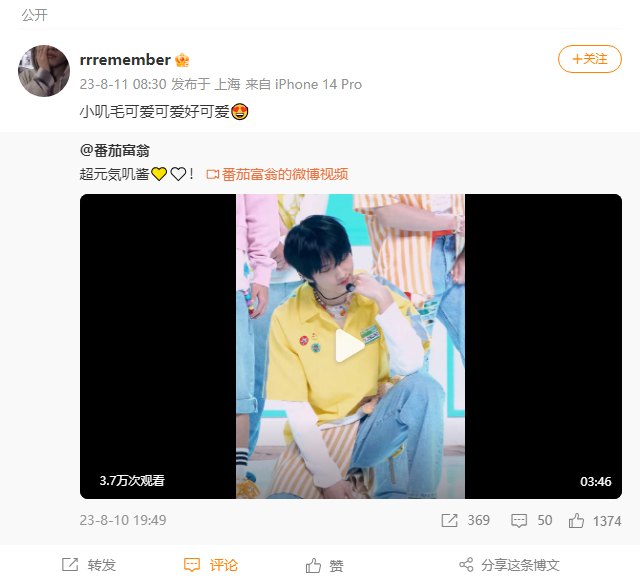 公开
rrremember
+关注
23-8-11 08:30 发布于 上海 来自 iPhone 14 Pro
小叽毛可爱可爱好可爱😍
@番茄富翁
超元気叽酱💛🤍！ 番茄富翁的微博视频
3.7万次观看
03:46
23-8-10 19:49
369
50
1374
转发
评论
赞
分享这条博文